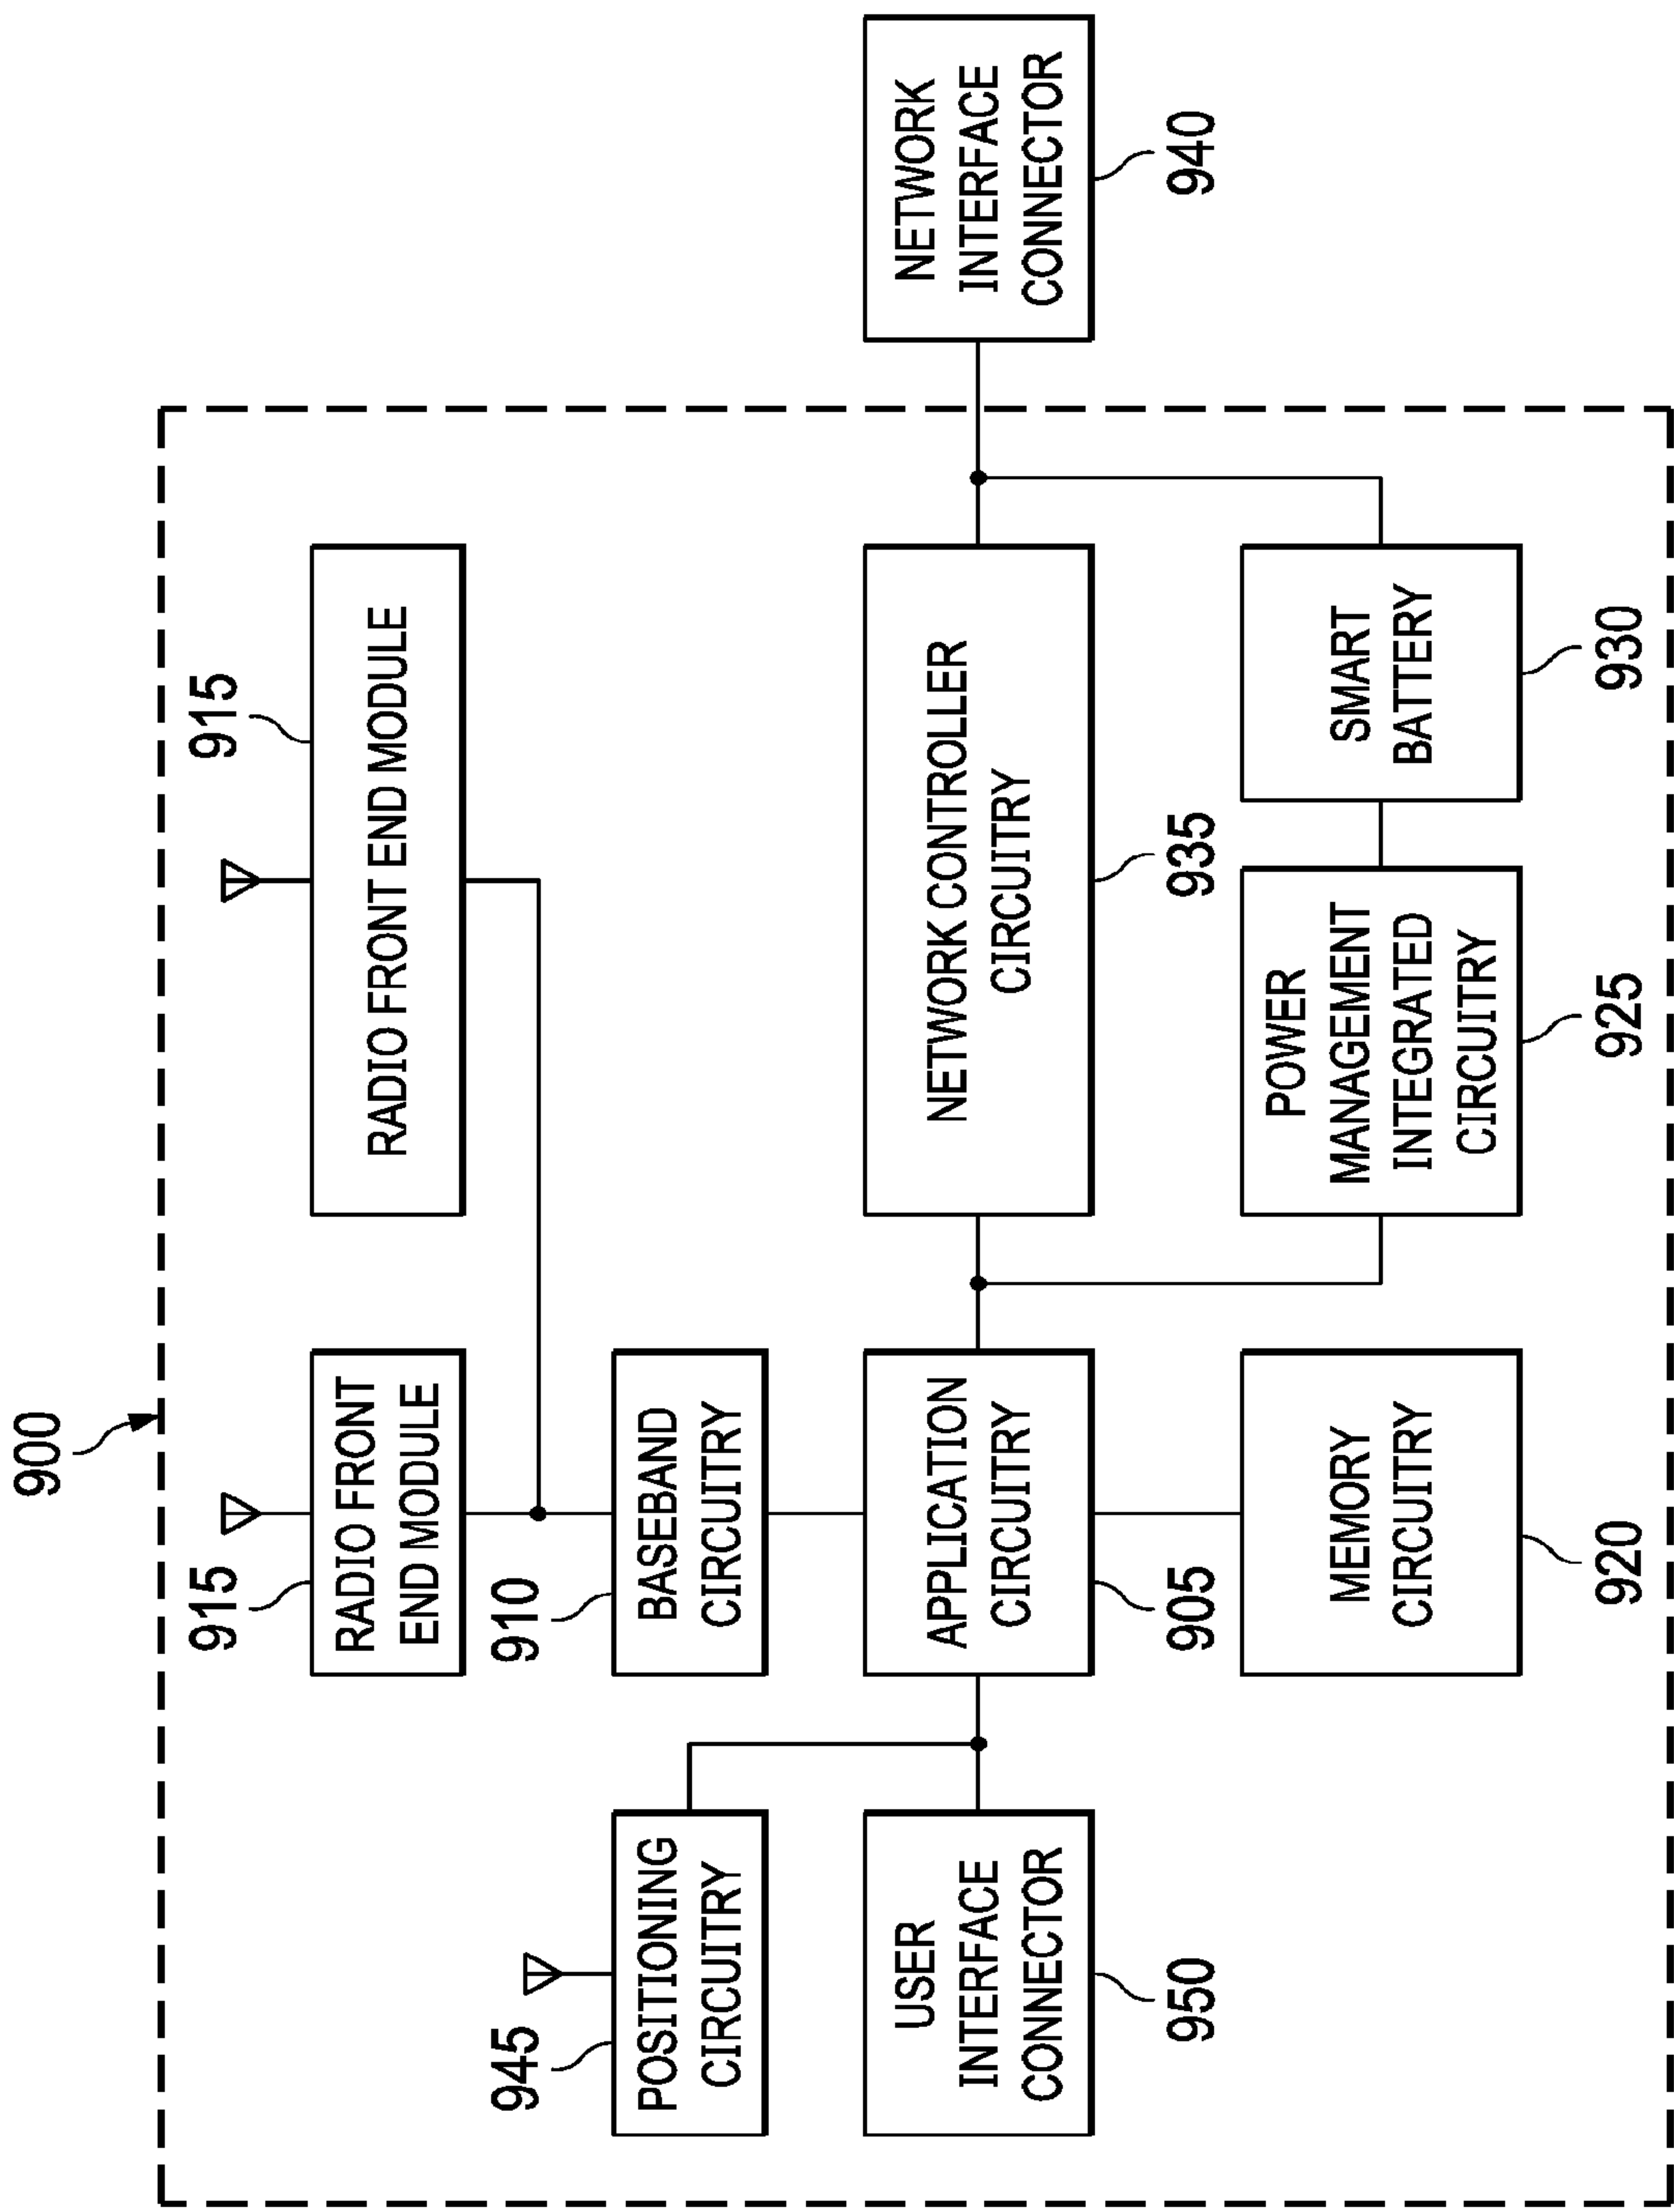 900
915
RADIO FRONT
END MODULE
915
RADIO FRONT END MODULE
945
POSITIONING
CIRCUITRY
910
BASEBAND
CIRCUITRY
USER
INTERFACE
CONNECTOR
950
APPLICATION
CIRCUITRY
905
NETWORK CONTROLLER
CIRCUITRY
935
NETWORK
INTERFACE
CONNECTOR
940
MEMORY
CIRCUITRY
920
POWER
MANAGEMENT
INTEGRATED
CIRCUITRY
925
SMART
BATTERY
930